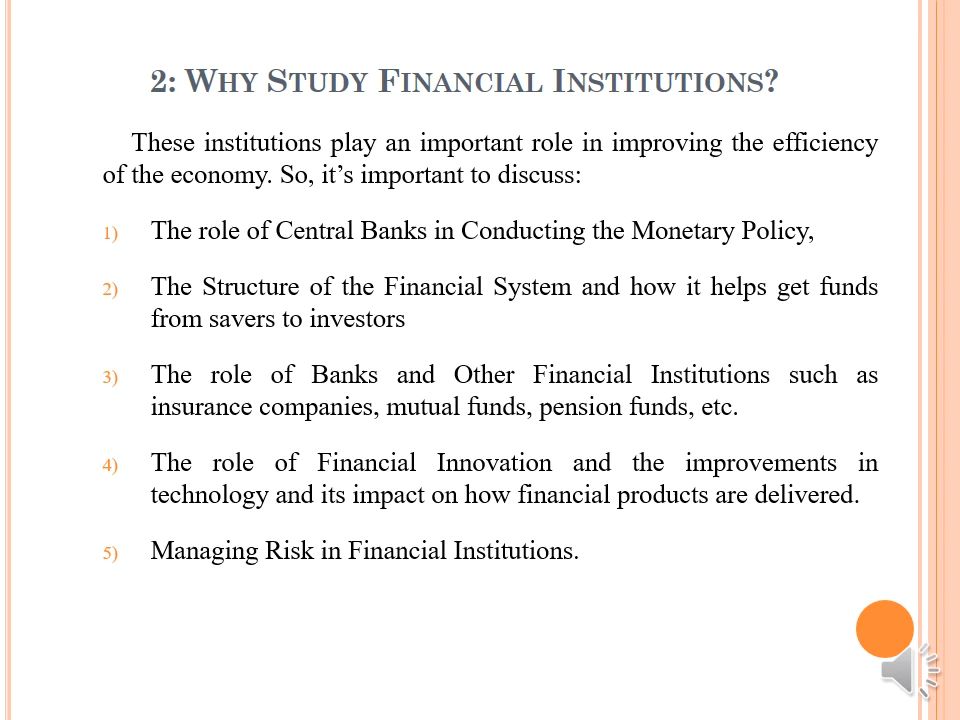 2: WHY STUDY FINANCIAL INSTITUTIONS?
These institutions play an important role in improving the efficiency
of the economy. So, it’s important to discuss:
1) The role of Central Banks in Conducting the Monetary Policy,
2) The Structure of the Financial System and how it helps get funds
from savers to investors
3) The role of Banks and Other Financial Institutions such as
insurance companies, mutual funds, pension funds, etc.
4) The role of Financial Innovation and the improvements in
technology and its impact on how financial products are delivered.
5) Managing Risk in Financial Institutions.